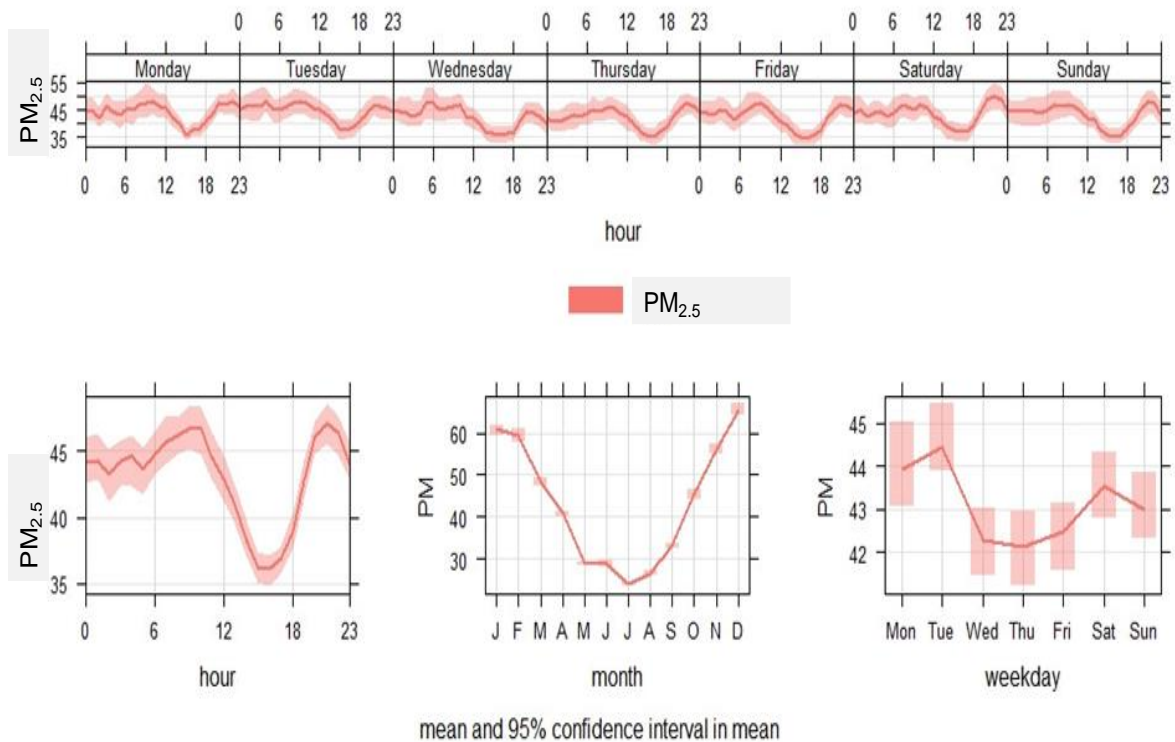 0 6 12 18 23 0 6 12 18 23 0 6 12 18 23
Monday Tuesday Wednesday Thursday Friday Saturday Sunday
PM2.5
55
45
35
0 6 12 18 23 0 6 12 18 23 0 6 12 18 23 0 6 12 18 23
hour
PM2.5
PM2.5
45
40
35
0 6 12 18 23
hour
PM
60
50
40
30
J F M A M J J A S O N D
month
PM
45
44
43
42
Mon Tue Wed Thu Fri Sat Sun
weekday
mean and 95% confidence interval in mean